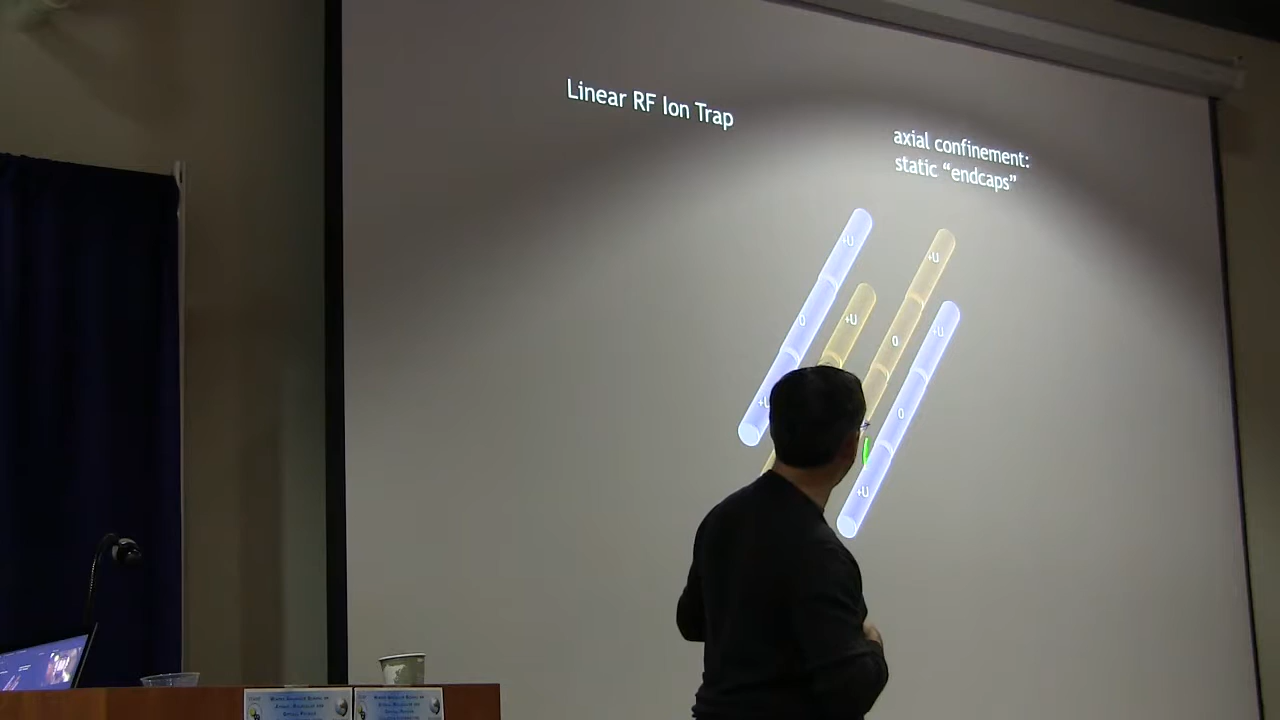 Linear RF Ion Trap
axial confinement:
static “endcaps”
+U
+U
0
+U
0
+U
+U
0
+U